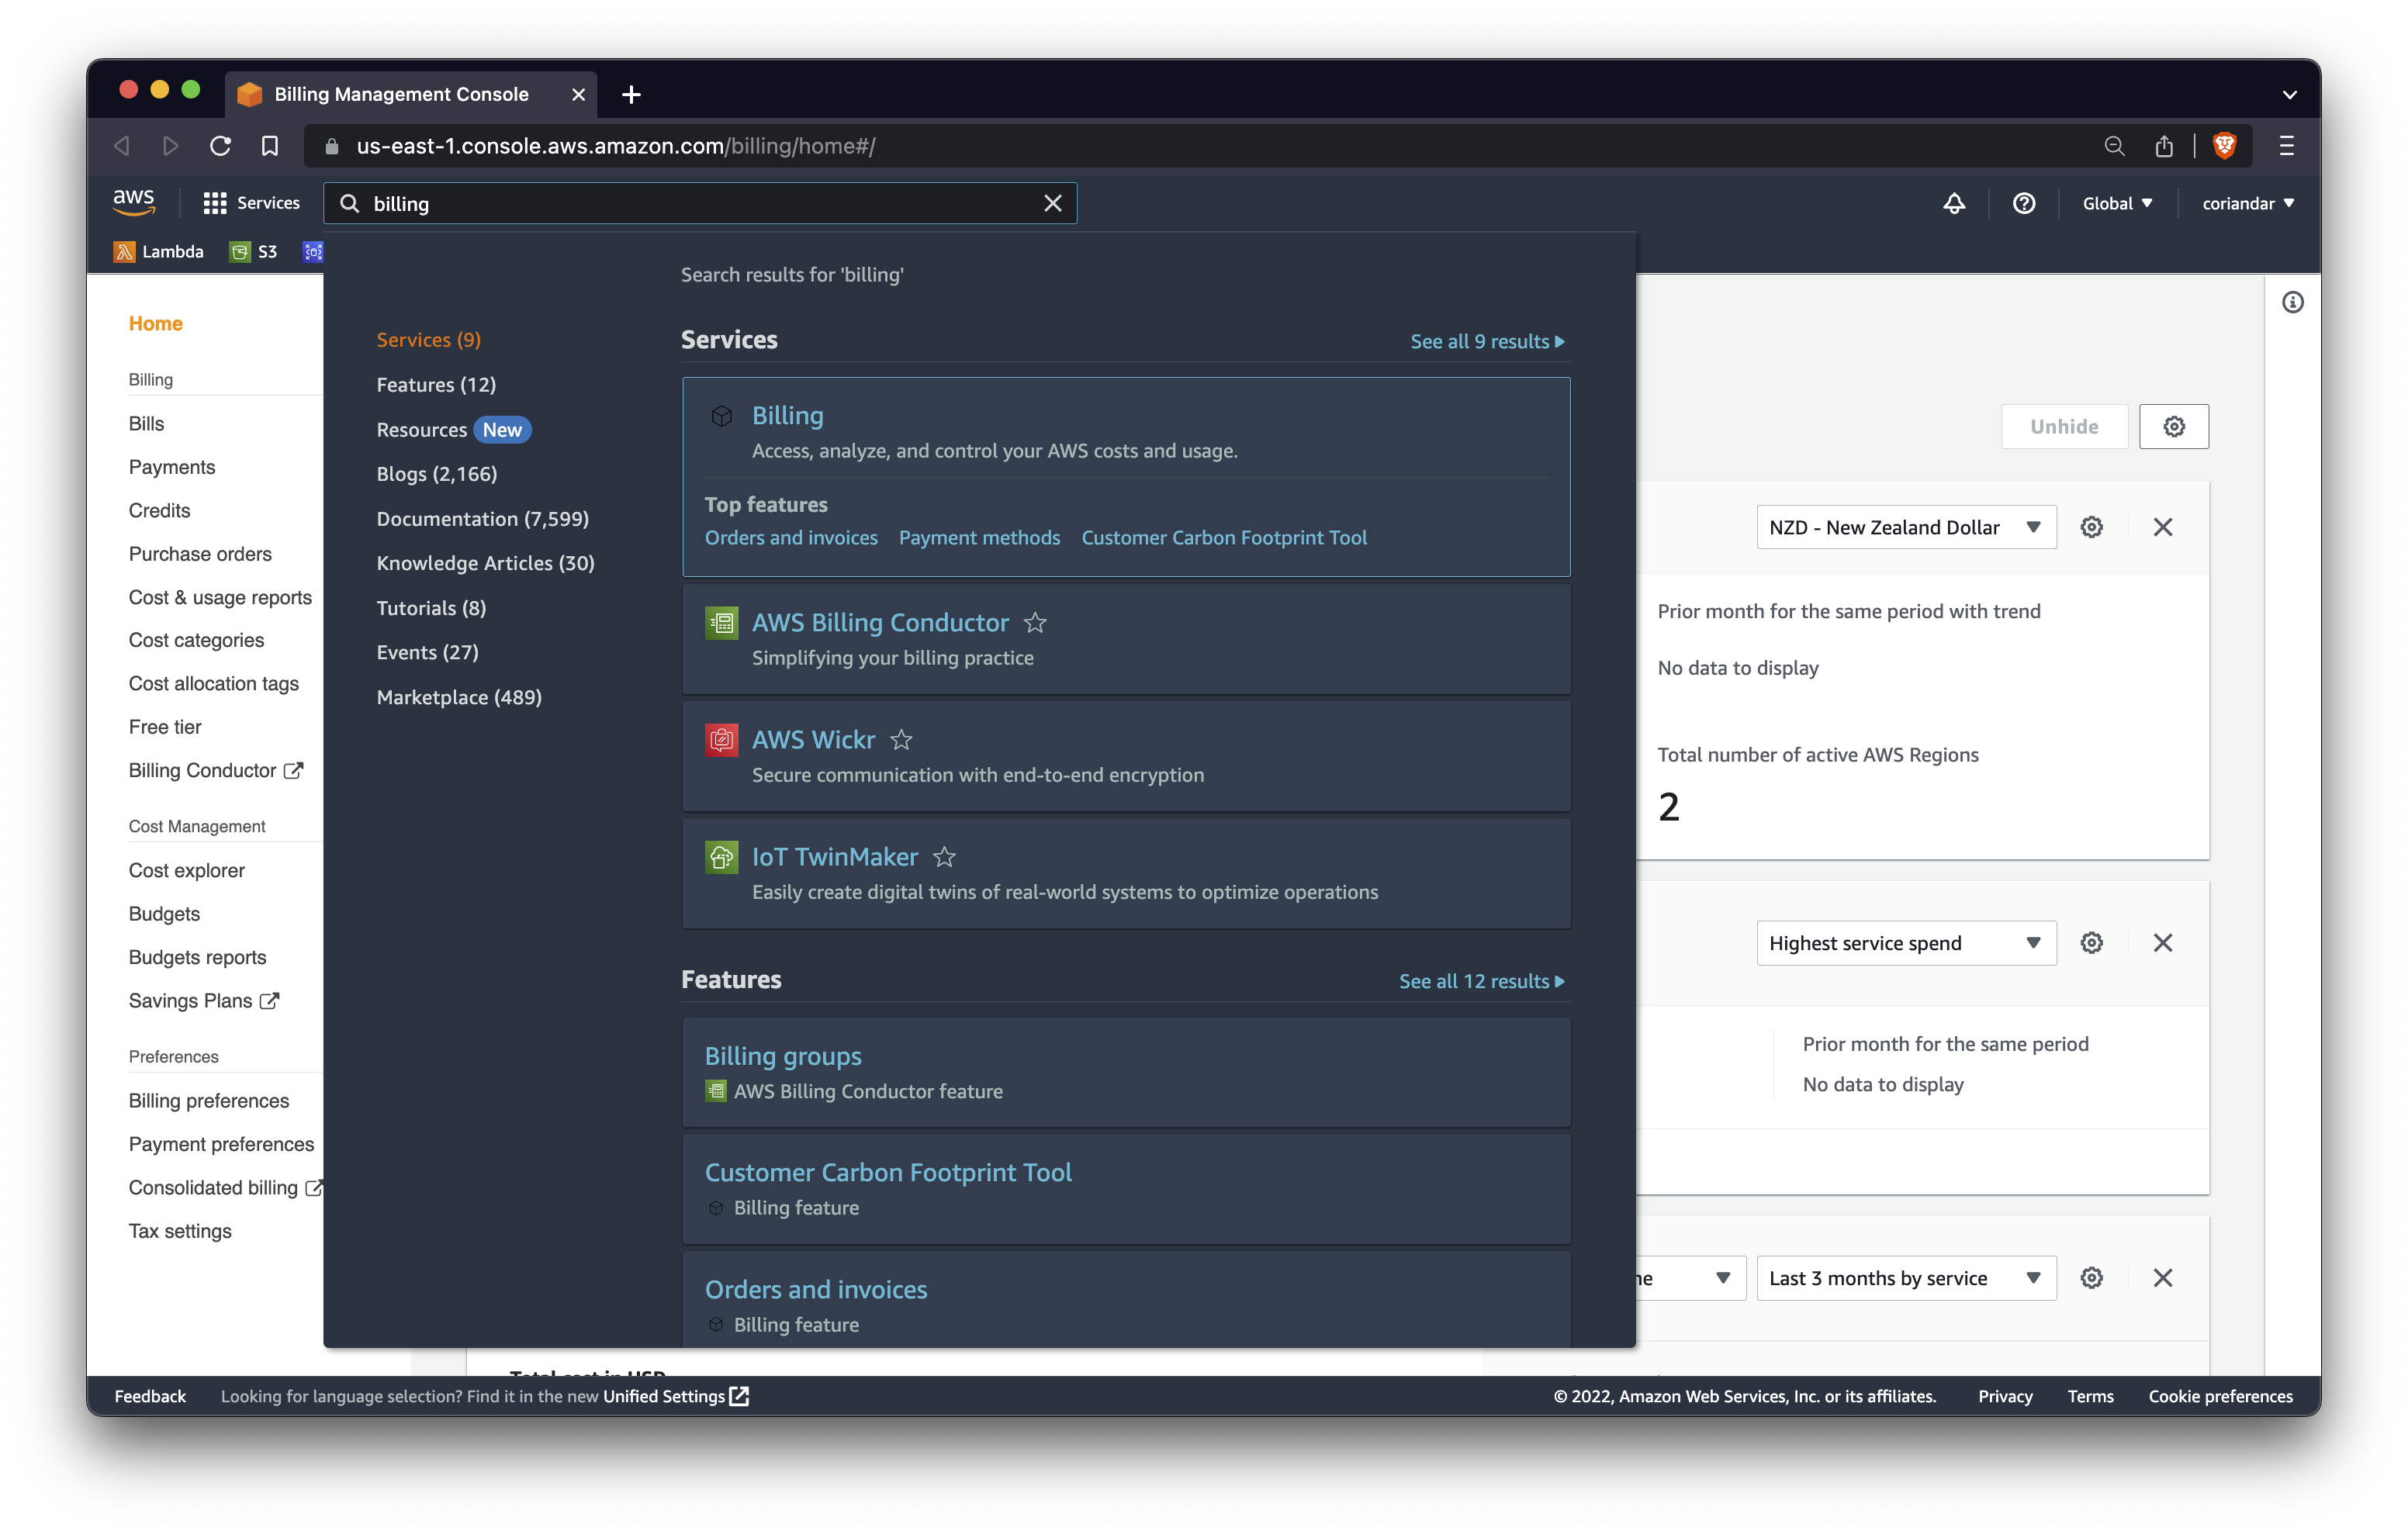 Billing Management Console
us-east-1.console.aws.amazon.com/billing/home#/
aws
Services
billing
Global
coriandar
Lambda
S3
Home
Billing
Bills
Payments
Credits
Purchase orders
Cost & usage reports
Cost categories
Cost allocation tags
Free tier
Billing Conductor
Cost Management
Cost explorer
Budgets
Budgets reports
Savings Plans
Preferences
Billing preferences
Payment preferences
Consolidated billing
Tax settings
Search results for 'billing'
Services (9)
Features (12)
Resources New
Blogs (2,166)
Documentation (7,599)
Knowledge Articles (30)
Tutorials (8)
Events (27)
Marketplace (489)
Services
See all 9 results
Billing
Access, analyze, and control your AWS costs and usage.
Top features
Orders and invoices Payment methods Customer Carbon Footprint Tool
AWS Billing Conductor
Simplifying your billing practice
AWS Wickr
Secure communication with end-to-end encryption
IoT TwinMaker
Easily create digital twins of real-world systems to optimize operations
Features
See all 12 results
Billing groups
AWS Billing Conductor feature
Customer Carbon Footprint Tool
Billing feature
Orders and invoices
Billing feature
Unhide
NZD - New Zealand Dollar
Prior month for the same period with trend
No data to display
Total number of active AWS Regions
2
Highest service spend
Prior month for the same period
No data to display
Last 3 months by service
Total cost in USD
Feedback
Looking for language selection? Find it in the new Unified Settings
© 2022, Amazon Web Services, Inc. or its affiliates.
Privacy
Terms
Cookie preferences